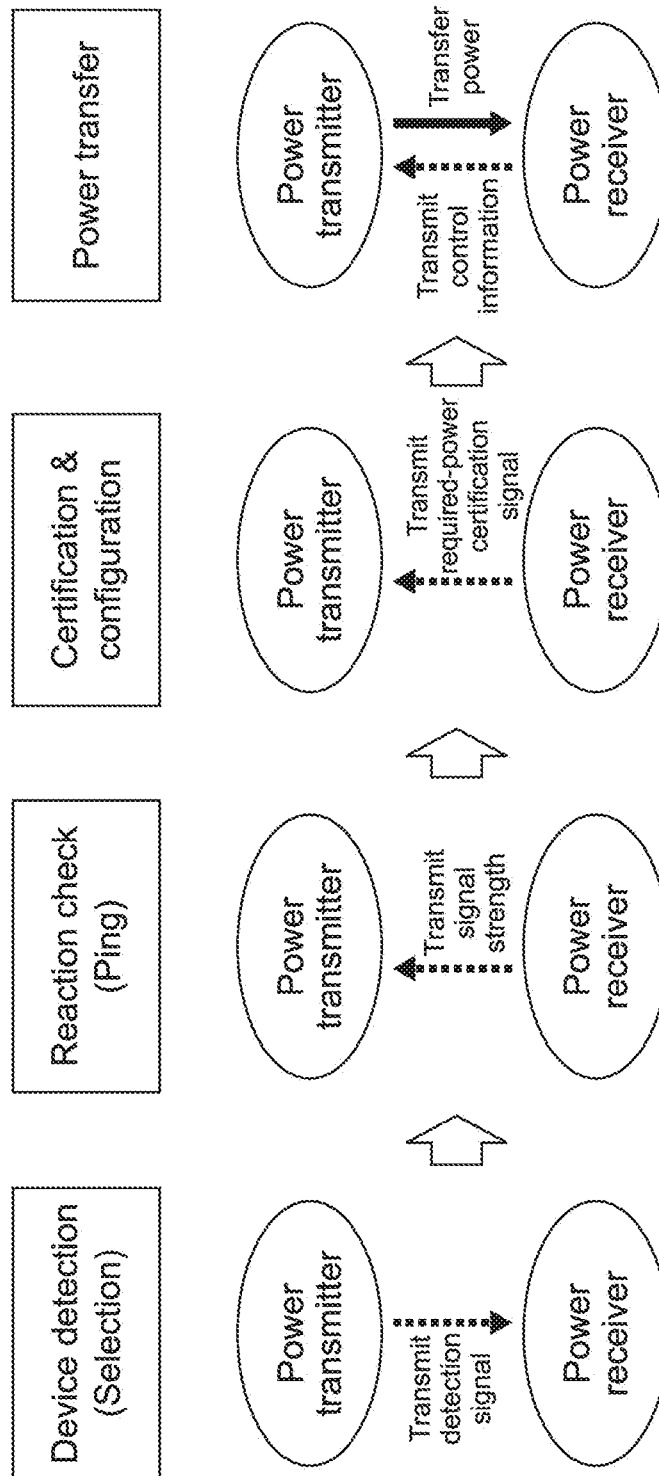 Device detection
(Selection)
Power
transmitter
Transmit
detection
signal
Power
receiver
Reaction check
(Ping)
Power
transmitter
Transmit
signal
strength
Power
receiver
Certification &
configuration
Power
transmitter
Transmit
required-power
certification
signal
Power
receiver
Power transfer
Power
transmitter
Transmit
control
information
Transfer
power
Power
receiver